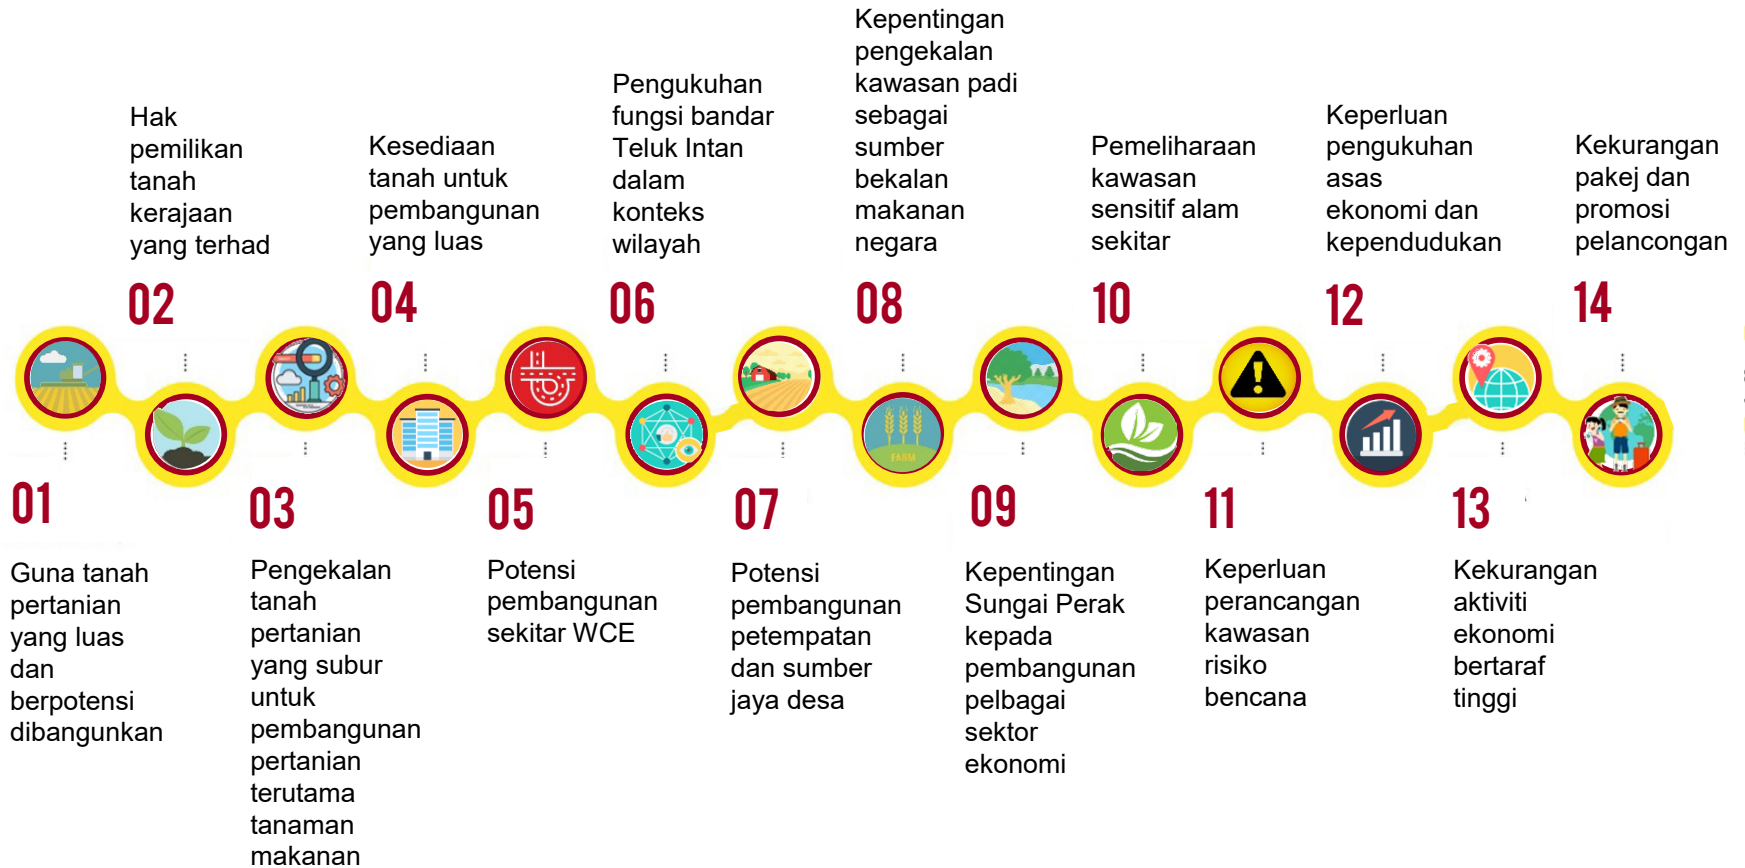 01
Guna tanah
pertanian
yang luas
dan
berpotensi
dibangunkan
Hak
pemilikan
tanah
kerajaan
yang terhad
02
03
Pengekalan
tanah
pertanian
yang subur
untuk
pembangunan
pertanian
terutama
tanaman
makanan
Kesediaan
tanah untuk
pembangunan
yang luas
04
05
Potensi
pembangunan
sekitar WCE
Pengukuhan
fungsi bandar
Teluk Intan
dalam
konteks
wilayah
06
07
Potensi
pembangunan
petempatan
dan sumber
jaya desa
Kepentingan
pengekalan
kawasan padi
sebagai
sumber
bekalan
makanan
negara
08
FARM
09
Kepentingan
Sungai Perak
kepada
pembangunan
pelbagai
sektor
ekonomi
Pemeliharaan
kawasan
sensitif alam
sekitar
10
11
Keperluan
perancangan
kawasan
risiko
bencana
Keperluan
pengukuhan
asas
ekonomi dan
kependudukan
12
13
Kekurangan
aktiviti
ekonomi
bertaraf
tinggi
Kekurangan
pakej dan
promosi
pelancongan
14